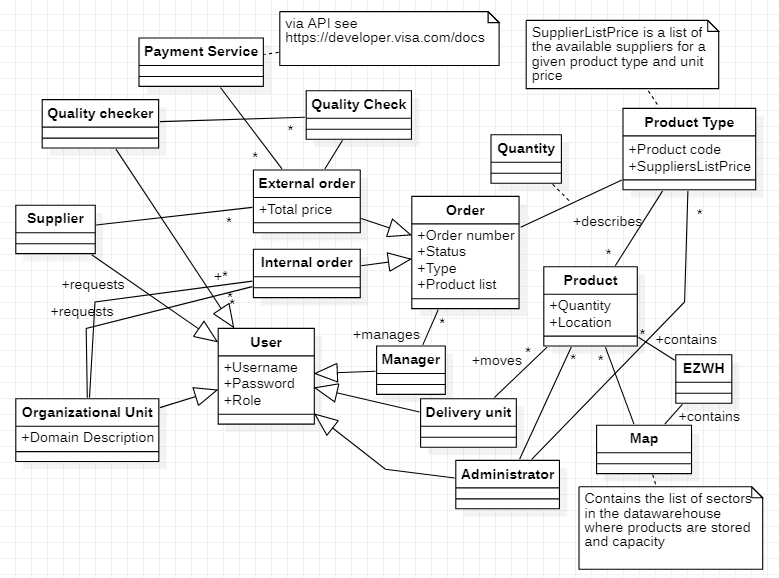 via API see
https://developer.visa.com/docs
SupplierListPrice is a list of
the available suppliers for a
given product type and unit
price
Payment Service
Quality checker
*
Quality Check
*
Product Type
+Product code
+SuppliersListPrice
*
Quantity
+describes
*
External order
+Total price
Supplier
*
Order
+Order number
+Status
+Type
+Product list
*
Internal order
+*
*
*
+requests
+requests
Product
+Quantity
+Location
*
*
*
*
User
+Username
+Password
+Role
+manages
Manager
+moves
+contains
EZWH
+contains
Organizational Unit
+Domain Description
Delivery unit
Map
Administrator
Contains the list of sectors
in the datawarehouse
where products are stored
and capacity